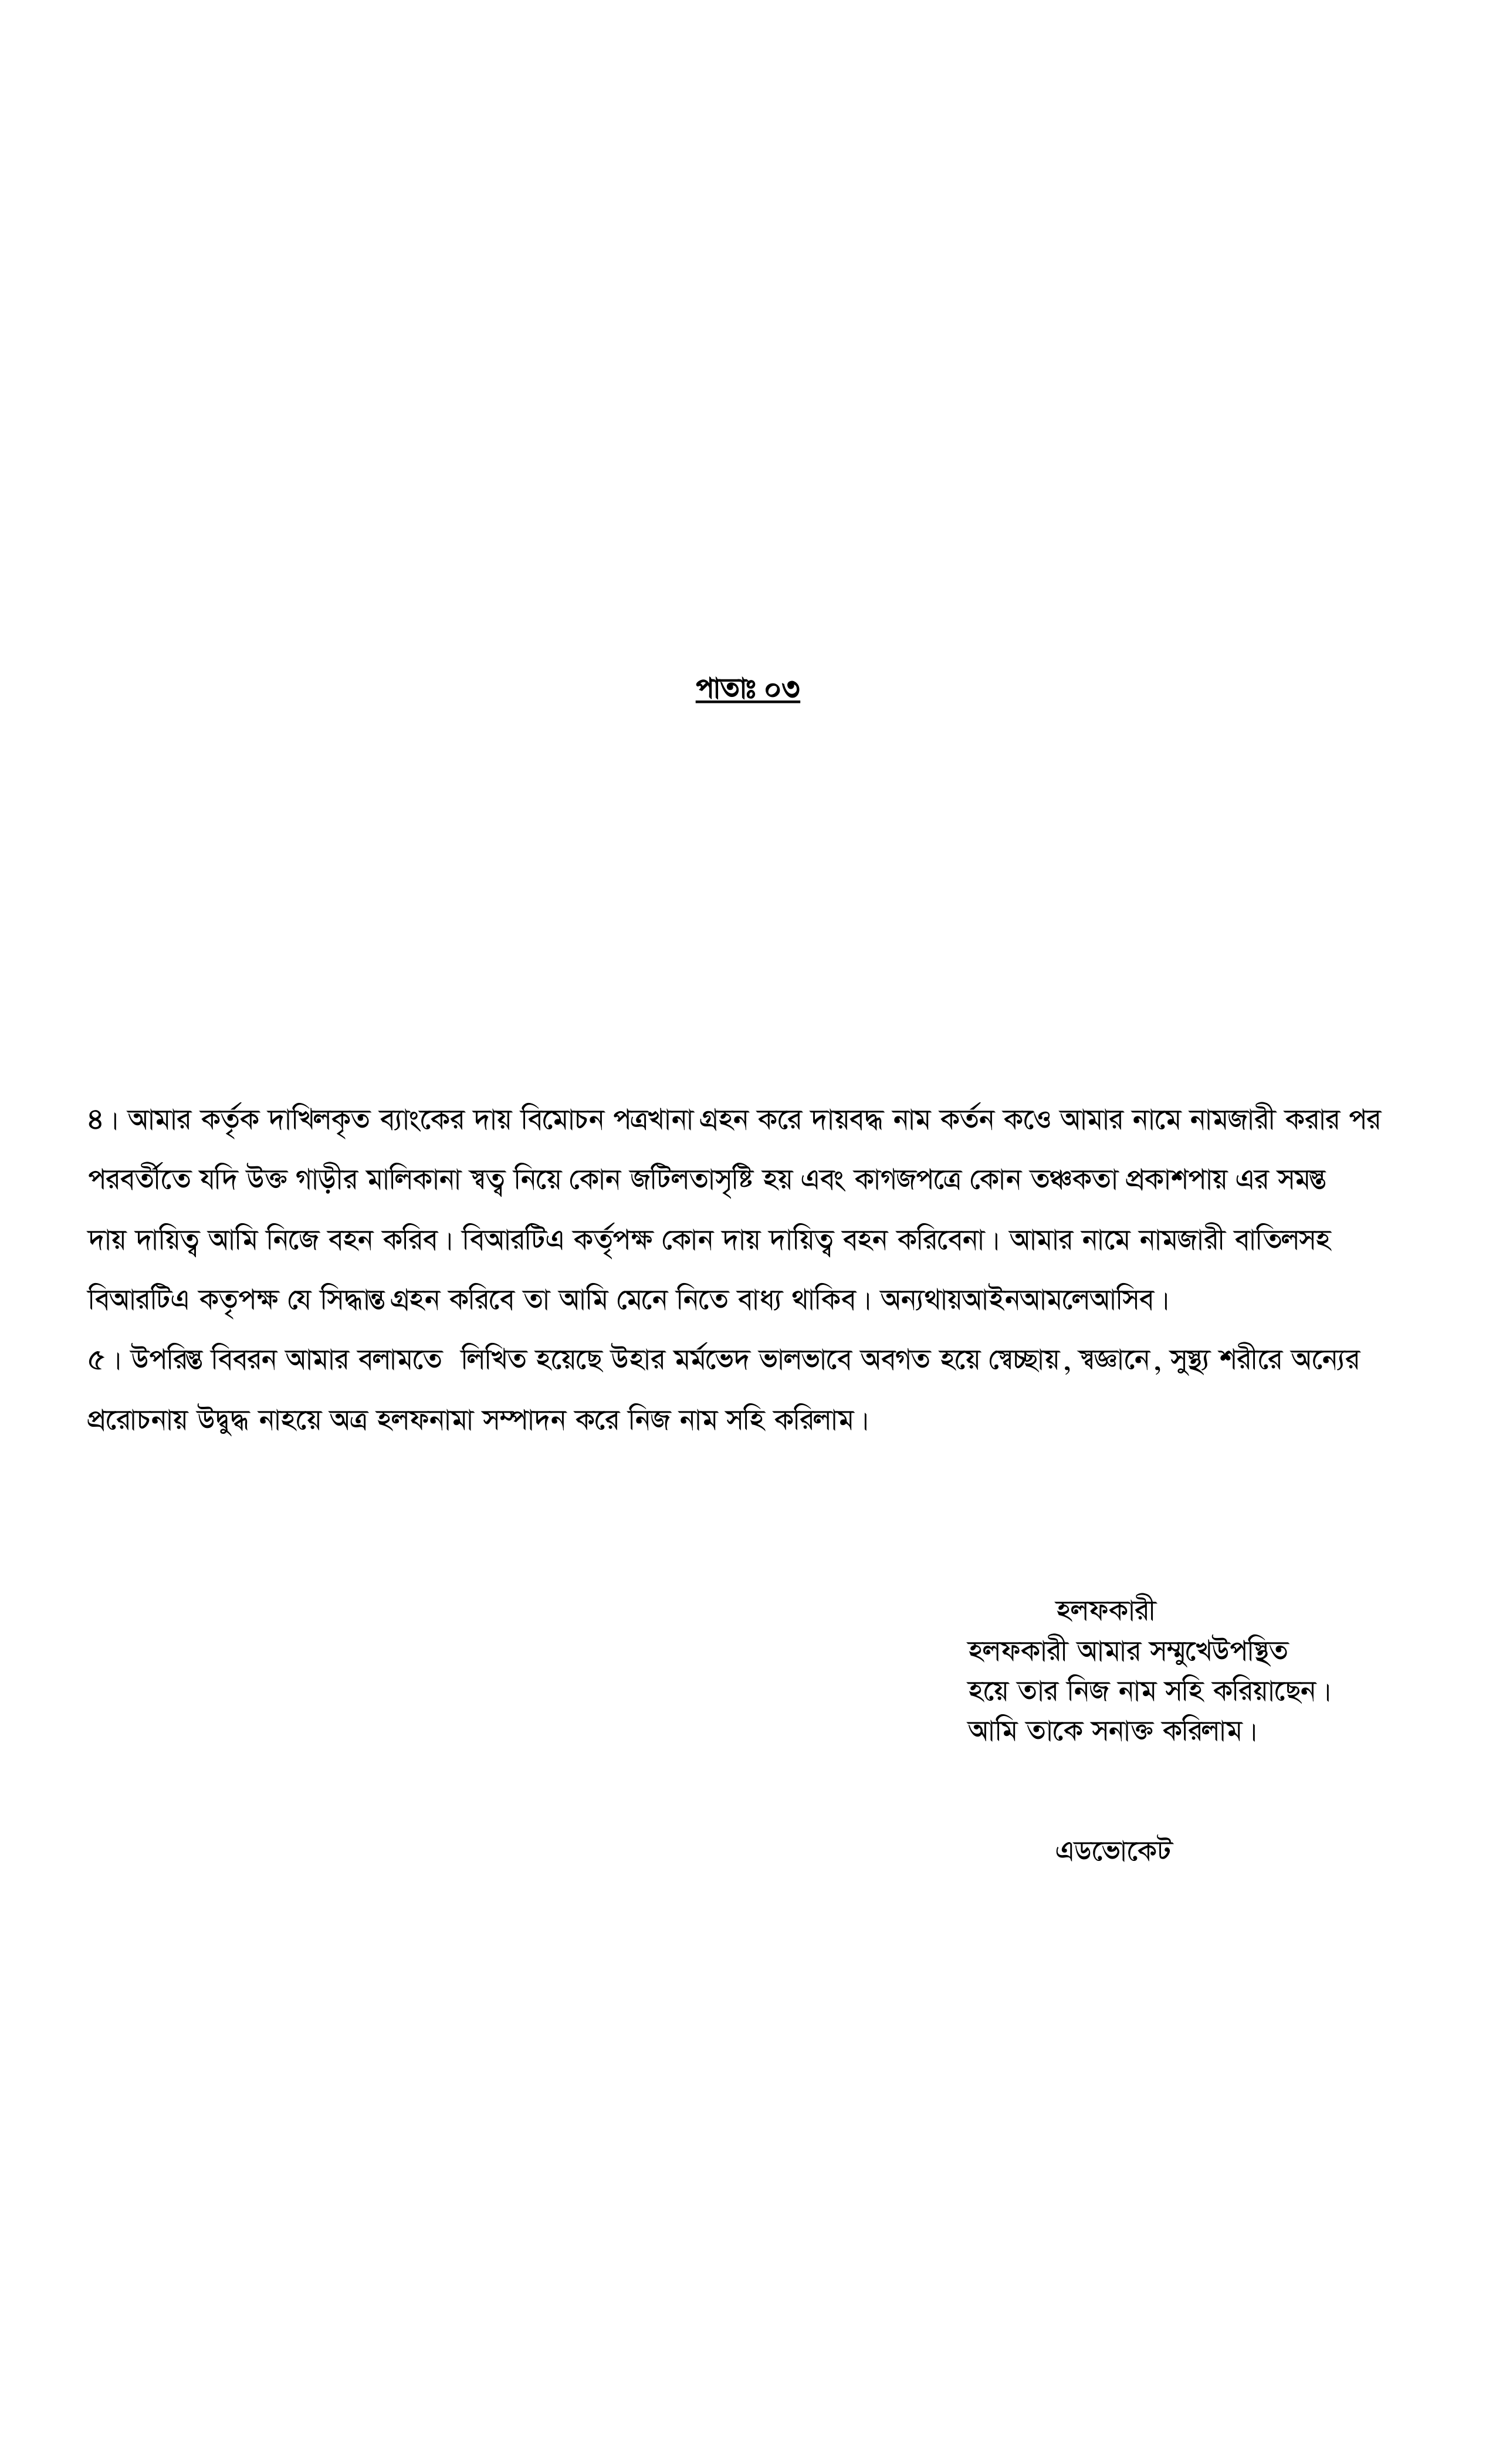 পাতাঃ ০৩
৪। আমার কর্তৃক দাখিলকৃত ব্যাংকের দায় বিমোচন পত্রখানা গ্রহন করে দায়বদ্ধ নাম কর্তন কওে আমার নামে নামজারী করার পর
পরবর্তীতে যদি উক্ত গাড়ীর মালিকানা স্বত্ব নিয়ে কোন জটিলতাসৃষ্টি হয় এবং কাগজপত্রে কোন তঞ্চকতা প্রকাশপায় এর সমস্ত
দায় দায়িত্ব আমি নিজে বহন করিব। বিআরটিএ কর্তৃপক্ষ কোন দায় দায়িত্ব বহন করিবেনা। আমার নামে নামজারী বাতিলসহ
বিআরটিএ কতৃপক্ষ যে সিদ্ধান্ত গ্রহন করিবে তা আমি মেনে নিতে বাধ্য থাকিব। অন্যথায়আইনআমলেআসিব।
৫। উপরিস্ত বিবরন আমার বলামতে লিখিত হয়েছে উহার মর্মভেদ ভালভাবে অবগত হয়ে স্বেচ্ছায়, স্বজ্ঞানে, সুস্থ্য শরীরে অন্যের
প্ররোচনায় উদ্বুদ্ধ নাহয়ে অত্র হলফনামা সম্পাদন করে নিজ নাম সহি করিলাম।
হলফকারী
হলফকারী আমার সম্মুখেউপস্থিত
হয়ে তার নিজ নাম সহি করিয়াছেন।
আমি তাকে সনাক্ত করিলাম।
এডভোকেট